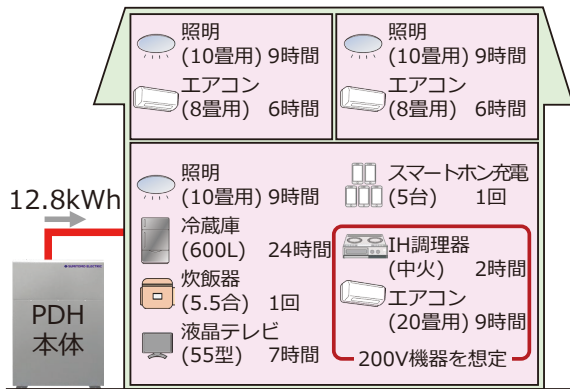 照明
(10畳用) 9時間
エアコン
(8畳用) 6時間
照明
(10畳用) 9時間
エアコン
(8畳用) 6時間
12.8kWh
SUMITOMO ELECTRIC
PDH
本体
照明
(10畳用) 9時間
冷蔵庫
(600L) 24時間
炊飯器
(5.5合) 1回
液晶テレビ
(55型) 7時間
スマートホン充電
(5台) 1回
IH調理器
(中火) 2時間
エアコン
(20畳用) 9時間
200V機器を想定